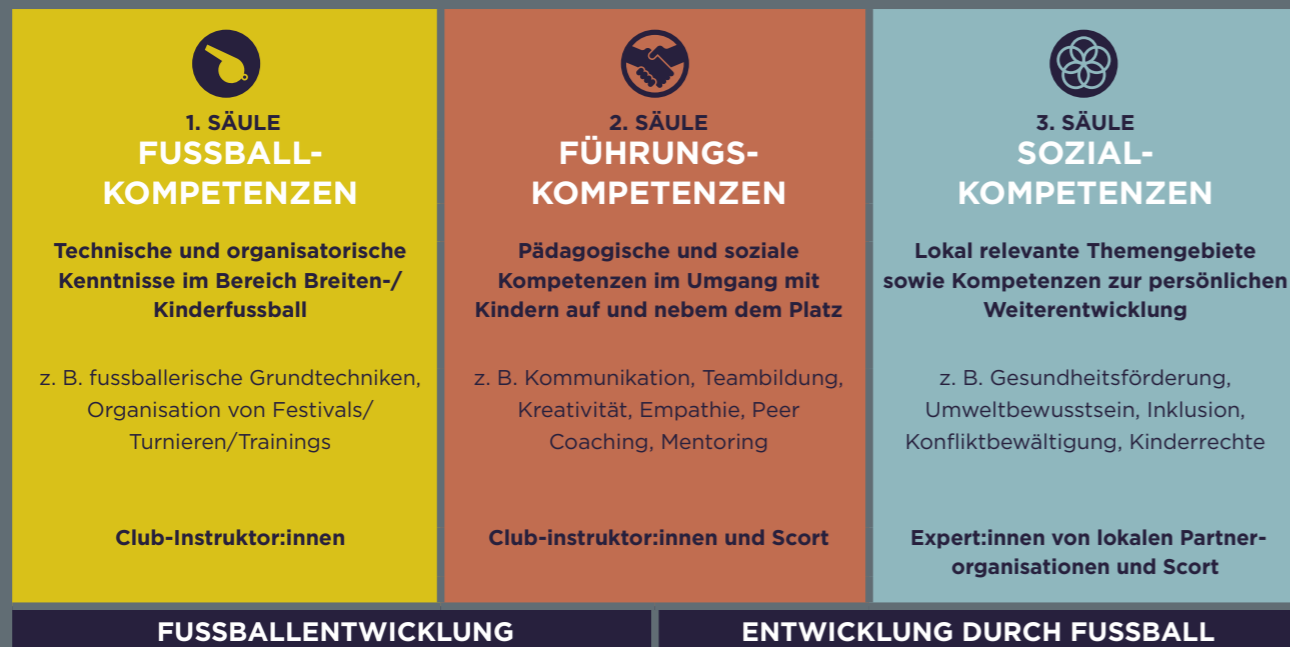 1. SÄULE
FUSSBALL-
KOMPETENZEN
Technische und organisatorische
Kenntnisse im Bereich Breiten-/
Kinderfussball
z. B. fussballerische Grundtechniken,
Organisation von Festivals/
Turnieren/Trainings
Club-Instruktor:innen
2. SÄULE
FÜHRUNGS-
KOMPETENZEN
Pädagogische und soziale
Kompetenzen im Umgang mit
Kindern auf und nebem dem Platz
z. B. Kommunikation, Teambildung,
Kreativität, Empathie, Peer
Coaching, Mentoring
Club-instruktor:innen und Scort
3. SÄULE
SOZIAL-
KOMPETENZEN
Lokal relevante Themengebiete
sowie Kompetenzen zur persönlichen
Weiterentwicklung
z. B. Gesundheitsförderung,
Umweltbewusstsein, Inklusion,
Konfliktbewältigung, Kinderrechte
Expert:innen von lokalen Partner-
organisationen und Scort
FUSSBALLENTWICKLUNG
ENTWICKLUNG DURCH FUSSBALL